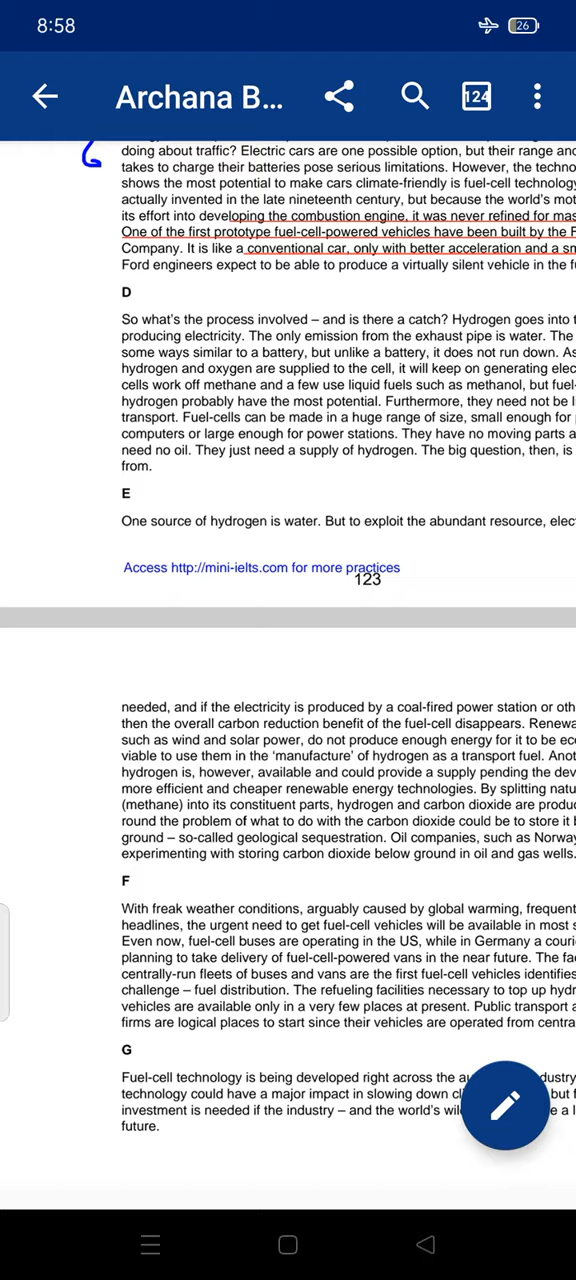 8:58
26
Archana B...
124
doing about traffic? Electric cars are one possible option, but their range and
takes to charge their batteries pose serious limitations. However, the techno
shows the most potential to make cars climate-friendly is fuel-cell technology
actually invented in the late nineteenth century, but because the world's mot
its effort into developing the combustion engine, it was never refined for mas
One of the first prototype fuel-cell-powered vehicles have been built by the F
Company. It is like a conventional car, only with better acceleration and a sm
Ford engineers expect to be able to produce a virtually silent vehicle in the fu
D
So what's the process involved – and is there a catch? Hydrogen goes into t
producing electricity. The only emission from the exhaust pipe is water. The
some ways similar to a battery, but unlike a battery, it does not run down. As
hydrogen and oxygen are supplied to the cell, it will keep on generating elec
cells work off methane and a few use liquid fuels such as methanol, but fuel-
hydrogen probably have the most potential. Furthermore, they need not be li
transport. Fuel-cells can be made in a huge range of size, small enough for
computers or large enough for power stations. They have no moving parts a
need no oil. They just need a supply of hydrogen. The big question, then, is
from.
E
One source of hydrogen is water. But to exploit the abundant resource, elec
Access http://mini-ielts.com for more practices
123
needed, and if the electricity is produced by a coal-fired power station or oth
then the overall carbon reduction benefit of the fuel-cell disappears. Renewa
such as wind and solar power, do not produce enough energy for it to be eco
viable to use them in the 'manufacture' of hydrogen as a transport fuel. Anot
hydrogen is, however, available and could provide a supply pending the dev
more efficient and cheaper renewable energy technologies. By splitting natu
(methane) into its constituent parts, hydrogen and carbon dioxide are produ
round the problem of what to do with the carbon dioxide could be to store it b
ground – so-called geological sequestration. Oil companies, such as Norway
experimenting with storing carbon dioxide below ground in oil and gas wells.
F
With freak weather conditions, arguably caused by global warming, frequent
headlines, the urgent need to get fuel-cell vehicles will be available in most s
Even now, fuel-cell buses are operating in the US, while in Germany a couri
planning to take delivery of fuel-cell-powered vans in the near future. The fac
centrally-run fleets of buses and vans are the first fuel-cell vehicles identifies
challenge – fuel distribution. The refueling facilities necessary to top up hydr
vehicles are available only in a very few places at present. Public transport a
firms are logical places to start since their vehicles are operated from centra
G
Fuel-cell technology is being developed right across the au dustry
technology could have a major impact in slowing down cl but f
investment is needed if the industry – and the world's wil e a l
future.